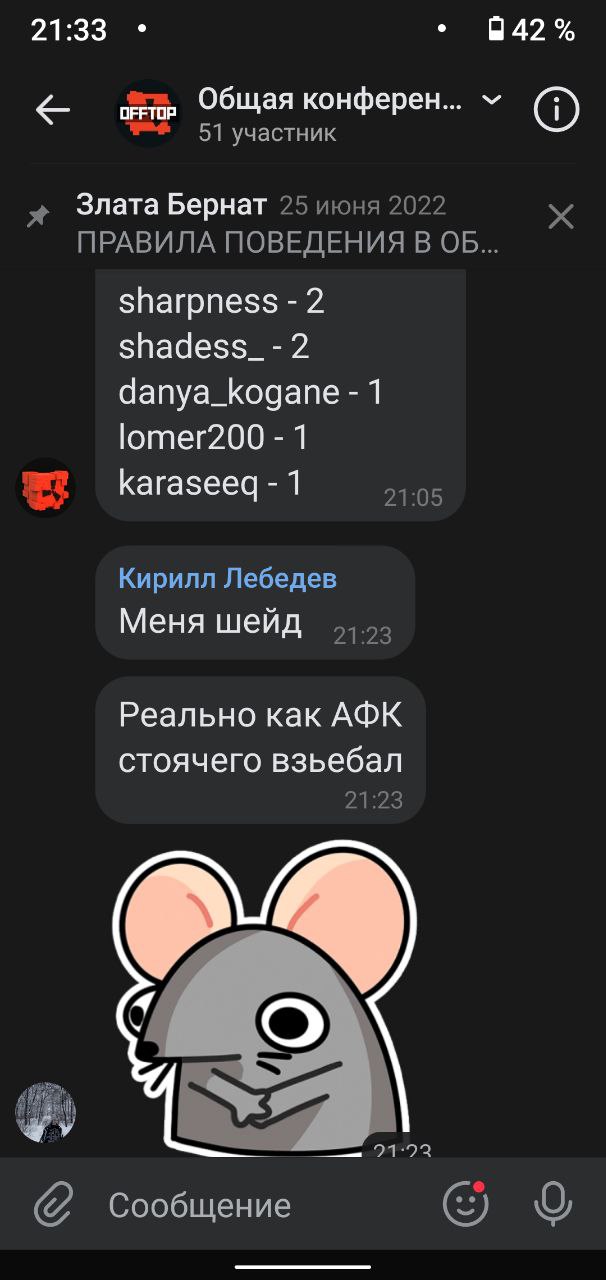 21:33
42 %
OFFTOP
Общая конферен...
51 участник
Злата Бернат 25 июня 2022
ПРАВИЛА ПОВЕДЕНИЯ В ОБ...
sharpness - 2
shadess_ - 2
danya_kogane - 1
lomer200 - 1
karaseeq - 1
21:05
Кирилл Лебедев
Меня шейд
21:23
Реально как АФК
стоячего взьебал
21:23
21:23
Сообщение